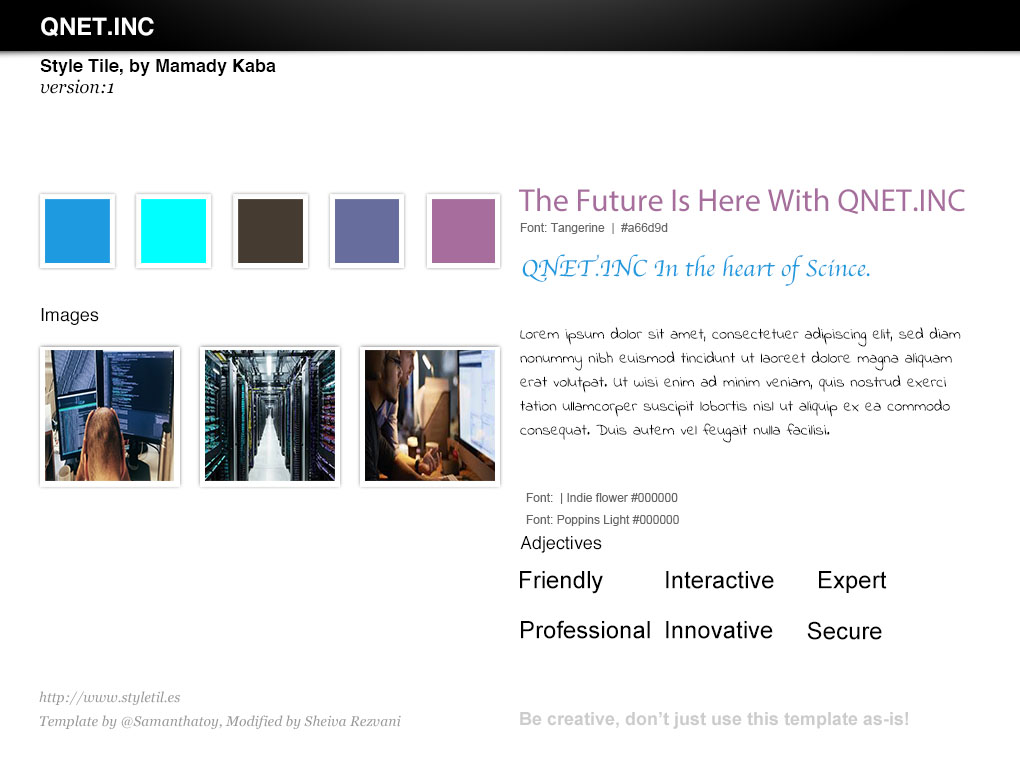 QNET.INC
Style Tile, by Mamady Kaba
version:1
The Future Is Here With QNET.INC
Font: Tangerine | #a66d9d
QNET.INC In the heart of Scince.
Images
Lorem ipsum dolor sit amet, consectetuer adipiscing elit, sed diam
nonummy nibh euismod tincidunt ut laoreet dolore magna aliquam
erat volutpat. Ut wisi enim ad minim veniam, quis nostrud exerci
tation ullamcorper suscipit lobortis nisl ut aliquip ex ea commodo
consequat. Duis autem vel feugait nulla facilisi.
Font: | Indie flower #000000
Font: Poppins Light #000000
Adjectives
Friendly Interactive Expert
Professional Innovative Secure
http://www.styletil.es
Template by @Samanthatoy, Modified by Sheiva Rezvani
Be creative, don’t just use this template as-is!